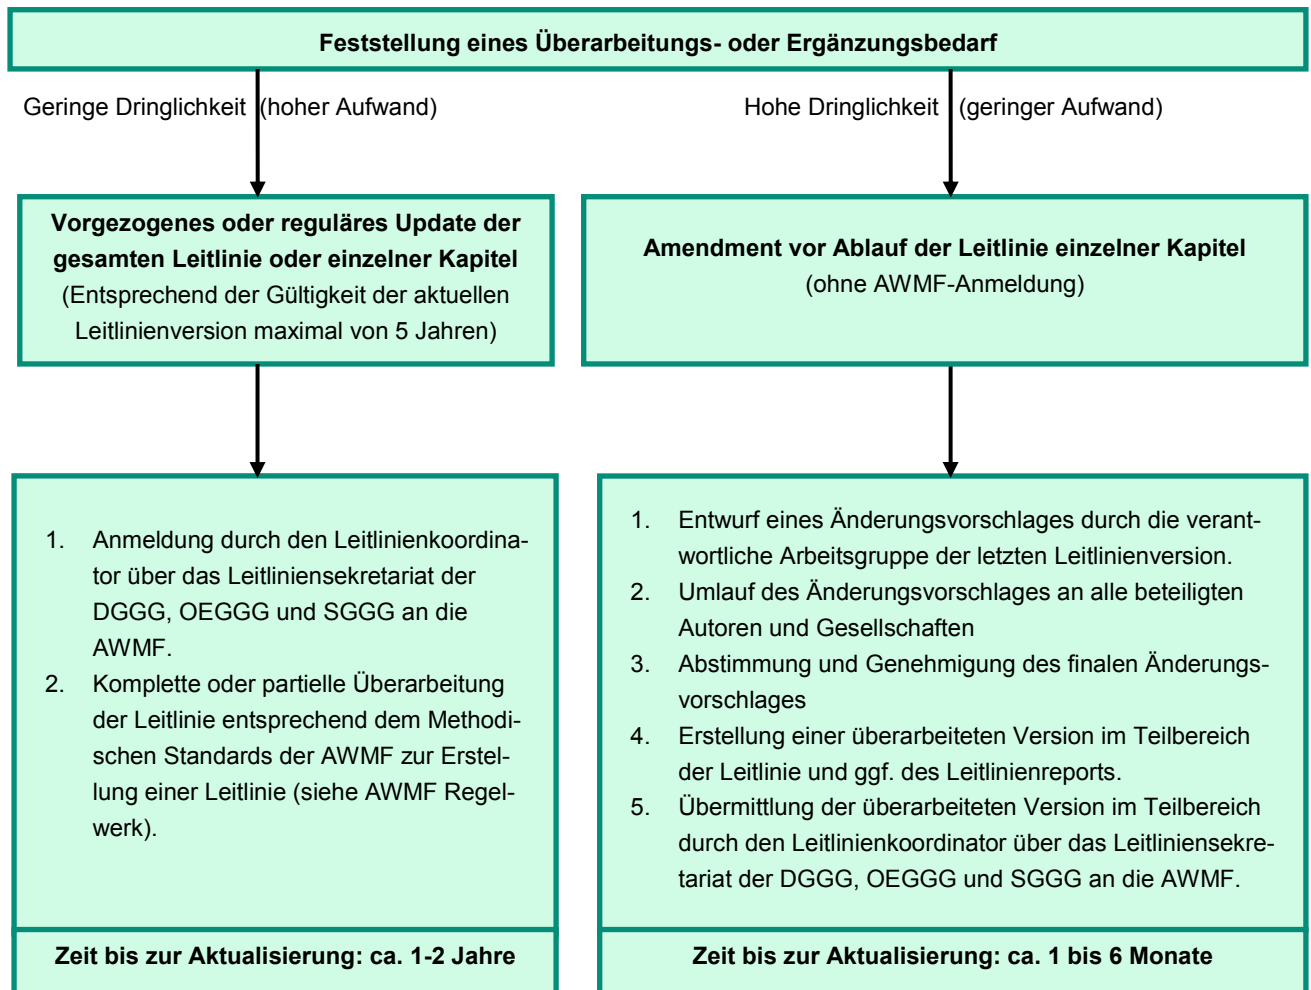 Feststellung eines Überarbeitungs- oder Ergänzungsbedarf
Geringe Dringlichkeit (hoher Aufwand)
Hohe Dringlichkeit (geringer Aufwand)
Vorgezogenes oder reguläres Update der
gesamten Leitlinie oder einzelner Kapitel
(Entsprechend der Gültigkeit der aktuellen
Leitlinienversion maximal von 5 Jahren)
Amendment vor Ablauf der Leitlinie einzelner Kapitel
(ohne AWMF-Anmeldung)
1. Anmeldung durch den Leitlinienkoordina-
tor über das Leitliniensekretariat der
DGGG, OEGGG und SGGG an die
AWMF.
2. Komplette oder partielle Überarbeitung
der Leitlinie entsprechend dem Methodi-
schen Standards der AWMF zur Erstel-
lung einer Leitlinie (siehe AWMF Regel-
werk).
Zeit bis zur Aktualisierung: ca. 1-2 Jahre
1. Entwurf eines Änderungsvorschlages durch die verant-
wortliche Arbeitsgruppe der letzten Leitlinienversion.
2. Umlauf des Änderungsvorschlages an alle beteiligten
Autoren und Gesellschaften
3. Abstimmung und Genehmigung des finalen Änderungs-
vorschlages
4. Erstellung einer überarbeiteten Version im Teilbereich
der Leitlinie und ggf. des Leitlinienreports.
5. Übermittlung der überarbeiteten Version im Teilbereich
durch den Leitlinienkoordinator über das Leitliniensekre-
tariat der DGGG, OEGGG und SGGG an die AWMF.
Zeit bis zur Aktualisierung: ca. 1 bis 6 Monate